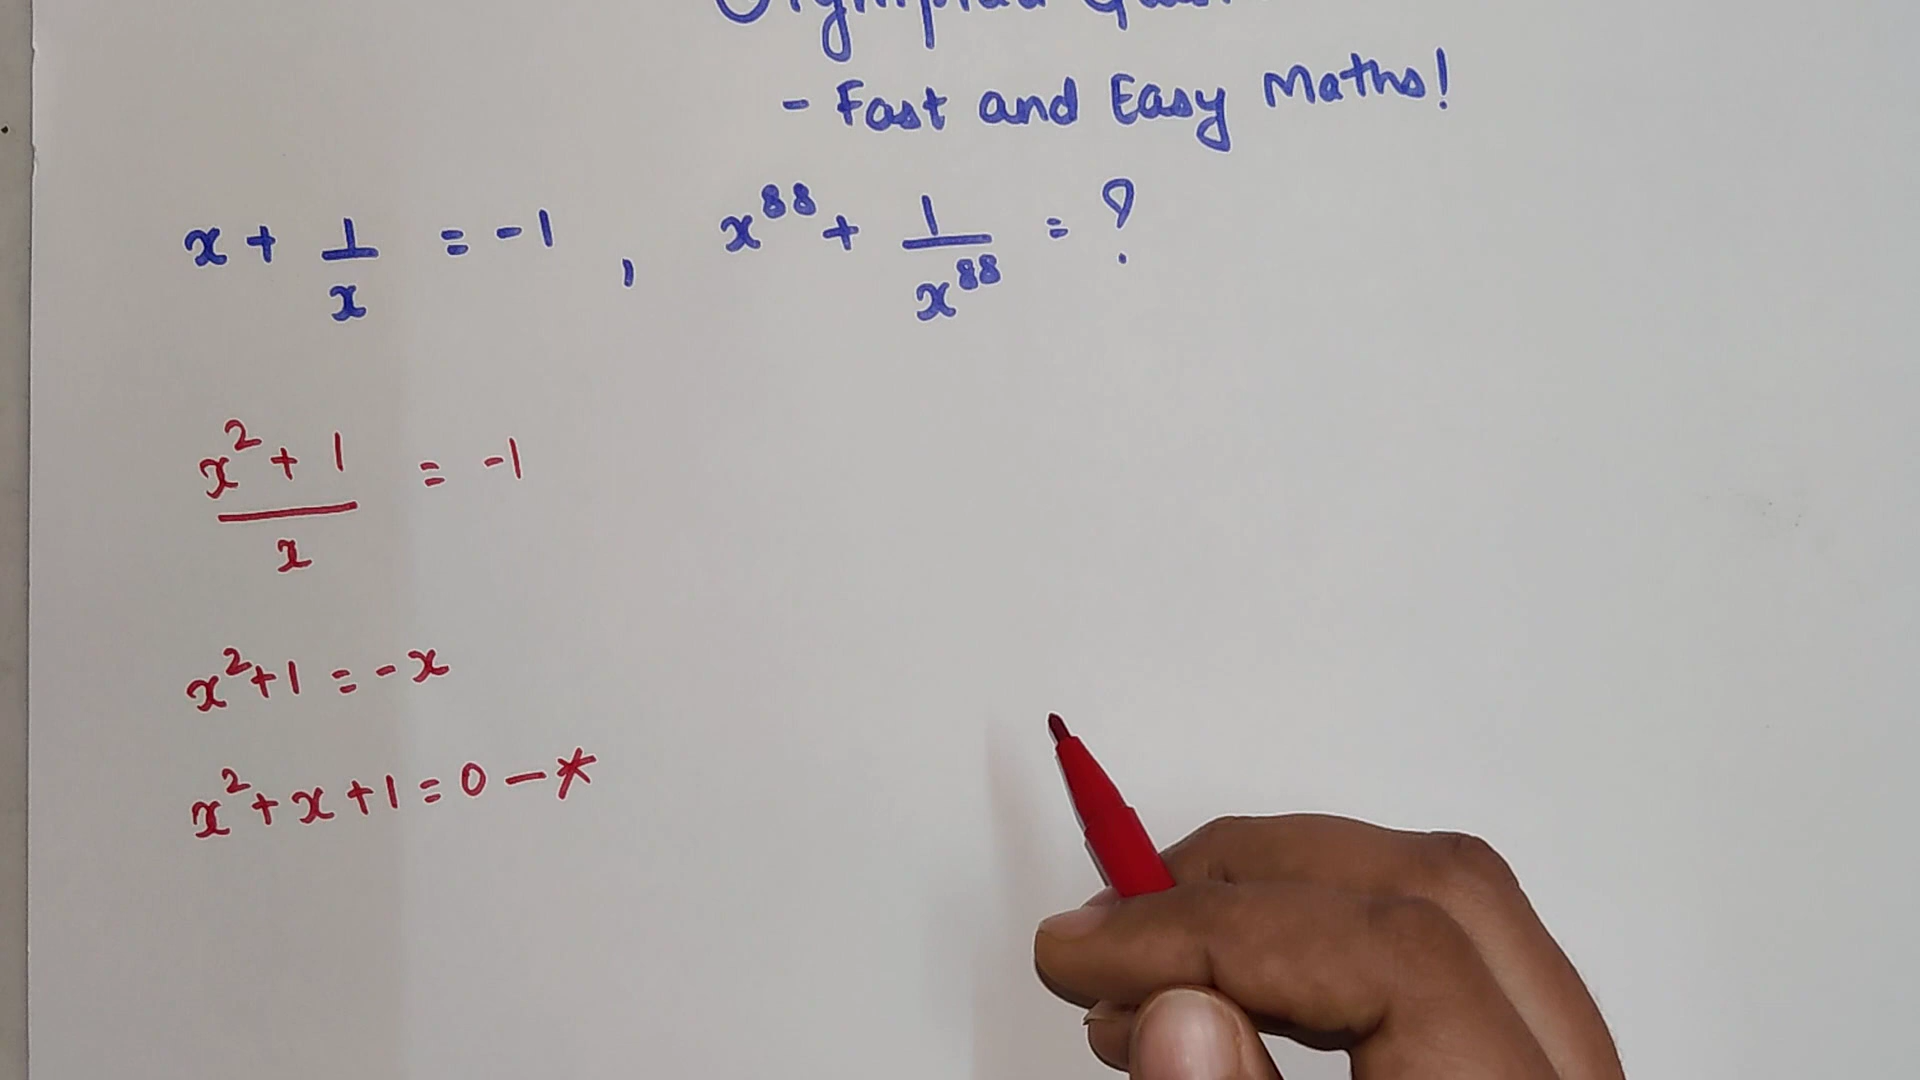 - Fast and Easy Maths!
x + 1/x = -1 , x^88 + 1/x^88 = ?
(x^2 + 1)/x = -1
x^2 + 1 = -x
x^2 + x + 1 = 0 - *